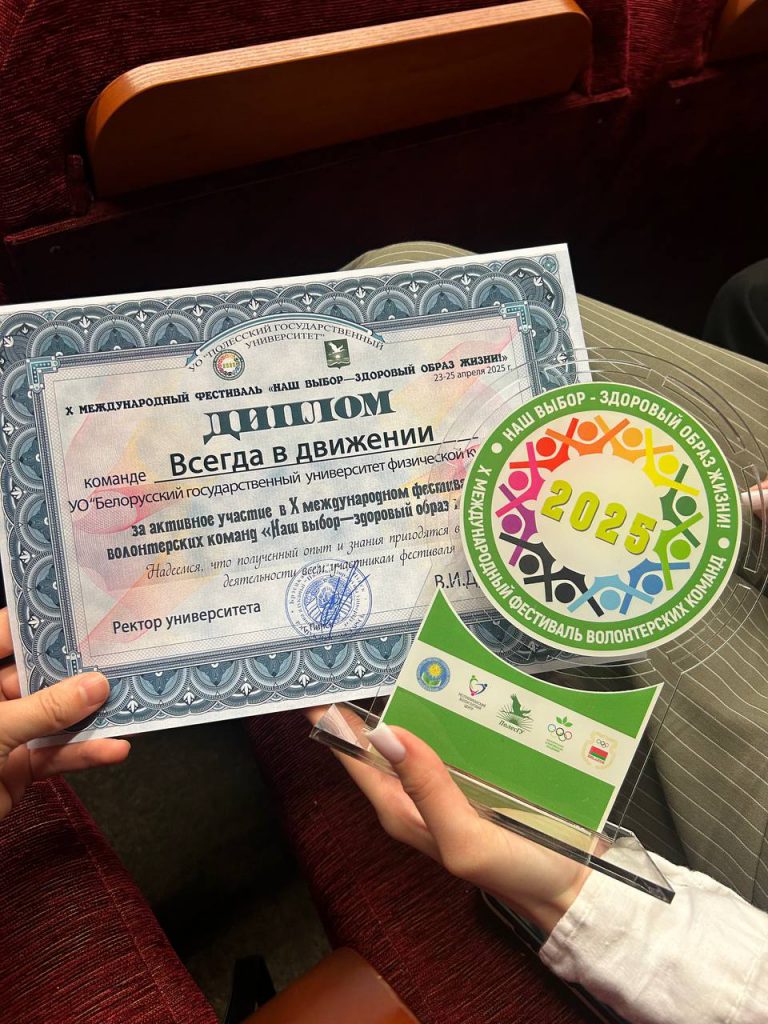 УО "ПОЛЕССКИЙ ГОСУДАРСТВЕННЫЙ
УНИВЕРСИТЕТ"
X МЕЖДУНАРОДНЫЙ ФЕСТИВАЛЬ «НАШ ВЫБОР—ЗДОРОВЫЙ ОБРАЗ ЖИЗНИ!»
23-25 апреля 2025 г.
ДИПЛОМ
команде Всегда в движении
УО "Белорусский государственный университет физической
за активное участие в X международном
волонтерских команд «Наш выбор—здоровый образ
Надеемся, что полученный опыт и знания пригодятся в
деятельности всем участникам фестиваля
Ректор университета
В.И.
НАШ ВЫБОР - ЗДОРОВЫЙ ОБРАЗ ЖИЗНИ!
2025
X МЕЖДУНАРОДНЫЙ ФЕСТИВАЛЬ ВОЛОНТЕРСКИХ КОМАНД
ПолесГУ